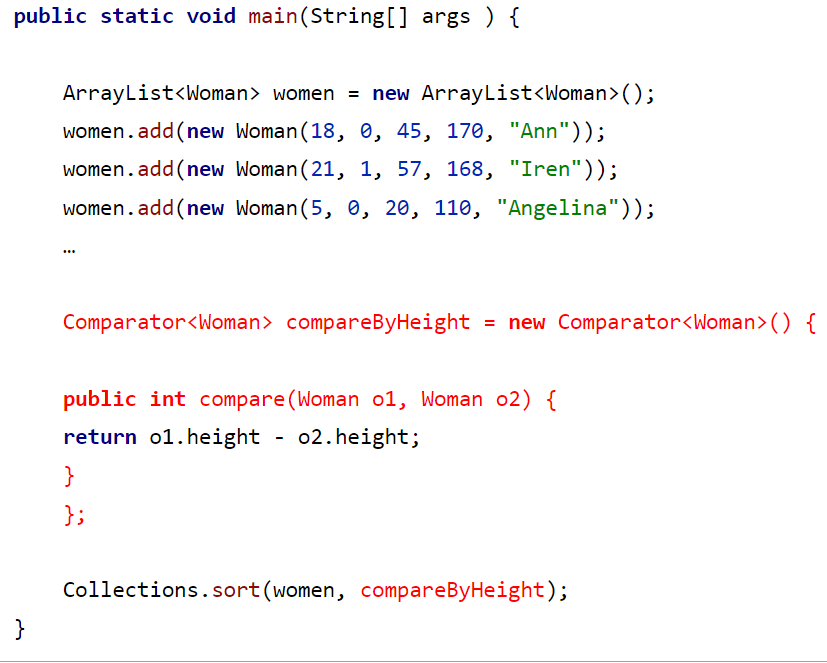 public static void main(String[] args ) {
ArrayList<Woman> women = new ArrayList<Woman>();
women.add(new Woman(18, 0, 45, 170, "Ann"));
women.add(new Woman(21, 1, 57, 168, "Iren"));
women.add(new Woman(5, 0, 20, 110, "Angelina"));
…
Comparator<Woman> compareByHeight = new Comparator<Woman>() {
public int compare(Woman o1, Woman o2) {
return o1.height - o2.height;
}
};
Collections.sort(women, compareByHeight);
}